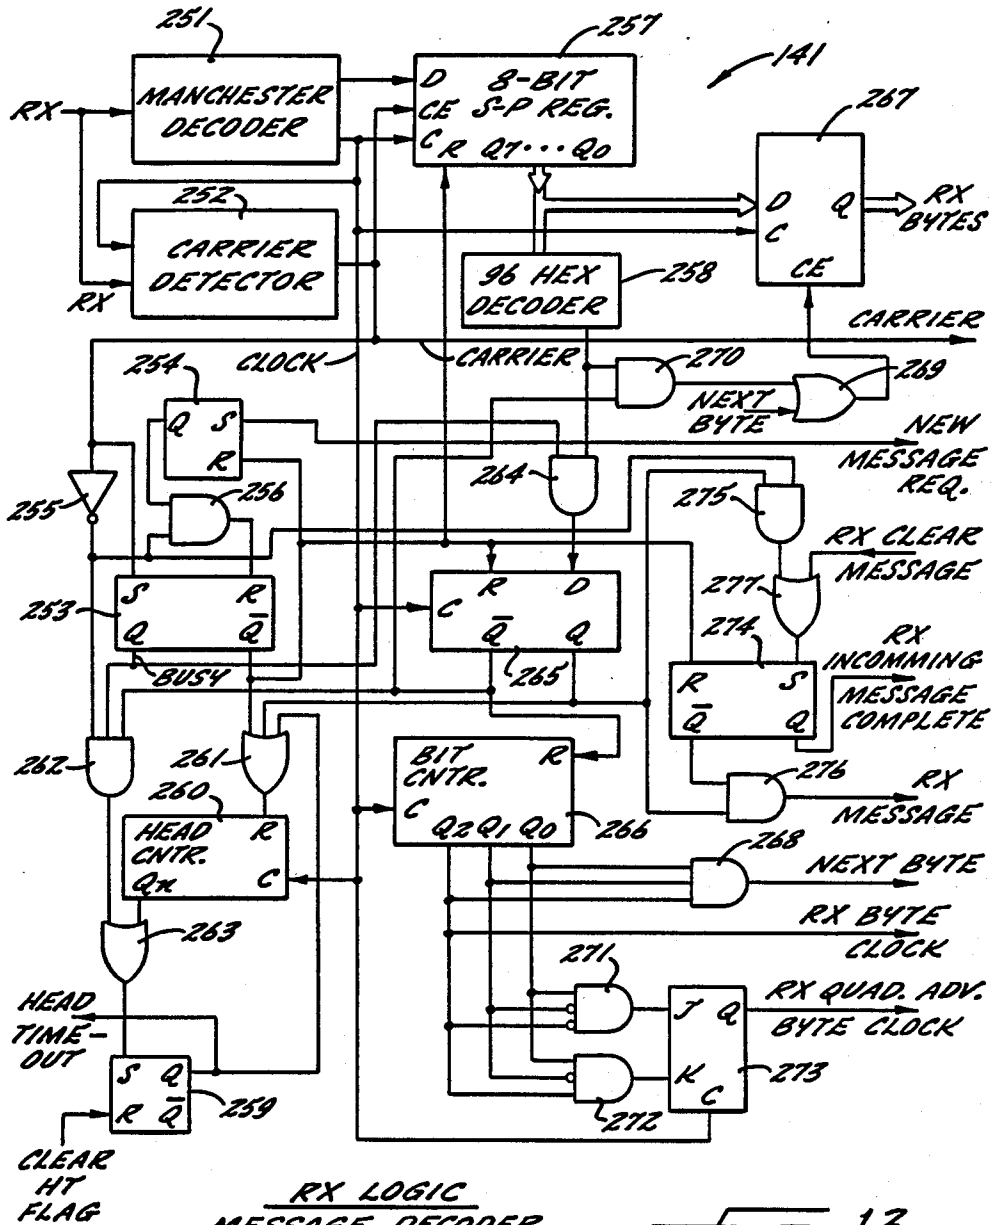 251
257
141
RX
MANCHESTER
DECODER
D
CE
C
R
8-BIT
S-P REG.
Q7 ... Q0
267
D
Q
C
CE
RX
BYTES
252
CARRIER
DETECTOR
RX
96 HEX
DECODER
258
CARRIER
CLOCK
CARRIER
254
Q
S
R
270
269
NEXT
BYTE
NEW
MESSAGE
REQ.
255
256
264
275
RX CLEAR
MESSAGE
253
S
R
Q
Q̅
BUSY
C
R
D
Q̅
Q
265
277
274
R
S
Q̅
Q
RX
INCOMMING
MESSAGE
COMPLETE
262
261
BIT
CNTR.
R
C
Q2 Q1 Q0
266
276
RX
MESSAGE
260
HEAD
CNTR.
R
Qn
C
268
NEXT BYTE
263
RX BYTE
CLOCK
271
HEAD
TIME-
OUT
J
Q
K
C
273
RX QUAD. ADV.
BYTE CLOCK
S
Q
R
Q̅
259
272
CLEAR
HT
FLAG
RX LOGIC
MESSAGE DECODER
12